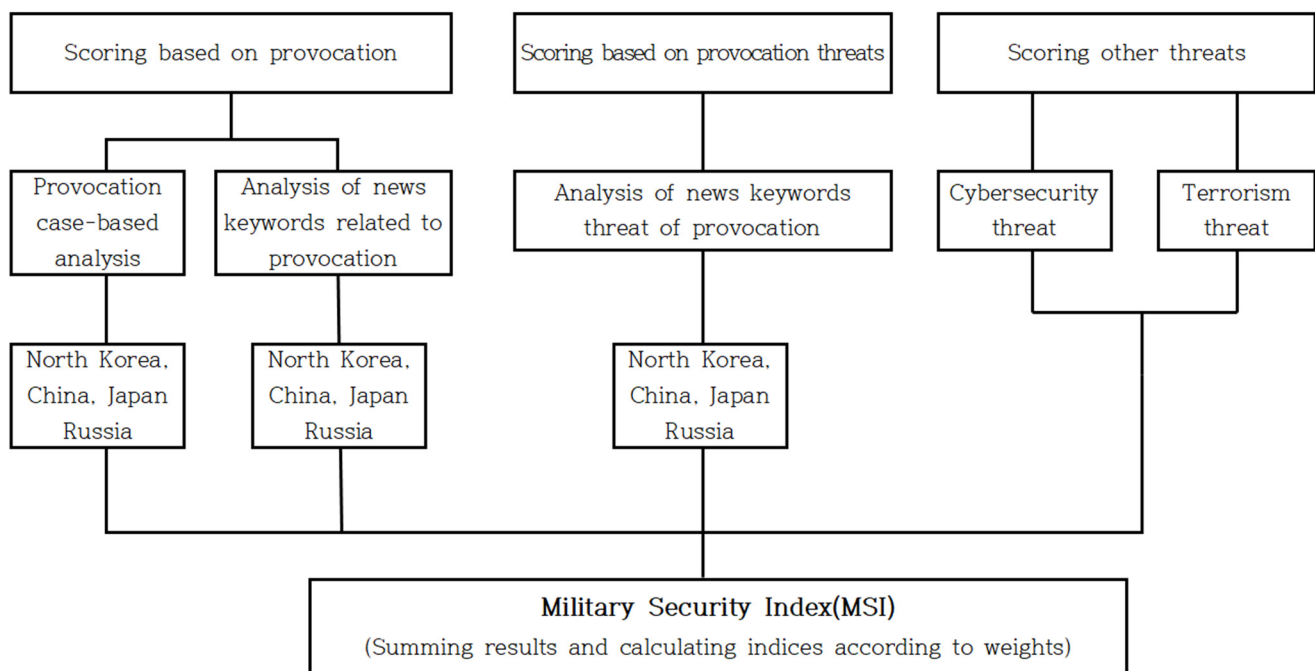 Scoring based on provocation
Scoring based on provocation threats
Scoring other threats
Provocation
case-based
analysis
Analysis of news
keywords related to
provocation
Analysis of news keywords
threat of provocation
Cybersecurity
threat
Terrorism
threat
North Korea,
China, Japan
Russia
North Korea,
China, Japan
Russia
North Korea,
China, Japan
Russia
Military Security Index(MSI)
(Summing results and calculating indices according to weights)